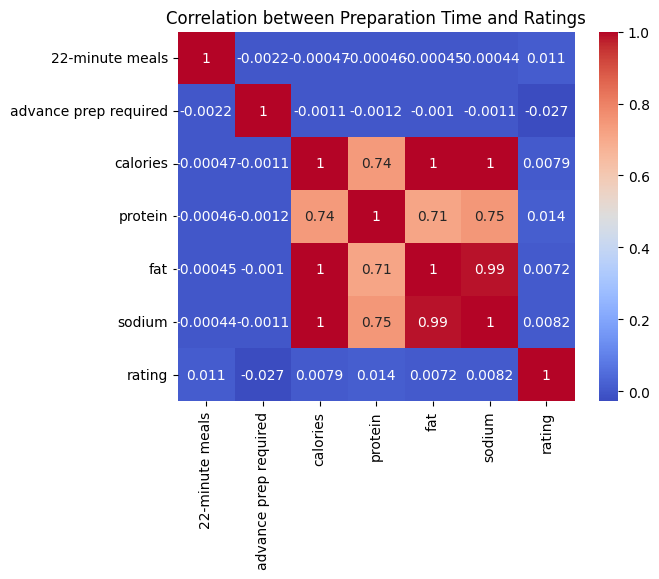 Correlation between Preparation Time and Ratings
22-minute meals 1 -0.0022 -0.00047 -0.00046 -0.00045 -0.00044 0.011
advance prep required -0.0022 1 -0.0011 -0.0012 -0.001 -0.0011 -0.027
calories -0.00047 -0.0011 1 0.74 1 1 0.0079
protein -0.00046 -0.0012 0.74 1 0.71 0.75 0.014
fat -0.00045 -0.001 1 0.71 1 0.99 0.0072
sodium -0.00044 -0.0011 1 0.75 0.99 1 0.0082
rating 0.011 -0.027 0.0079 0.014 0.0072 0.0082 1
22-minute meals
advance prep required
calories
protein
fat
sodium
rating
1.0
0.8
0.6
0.4
0.2
0.0